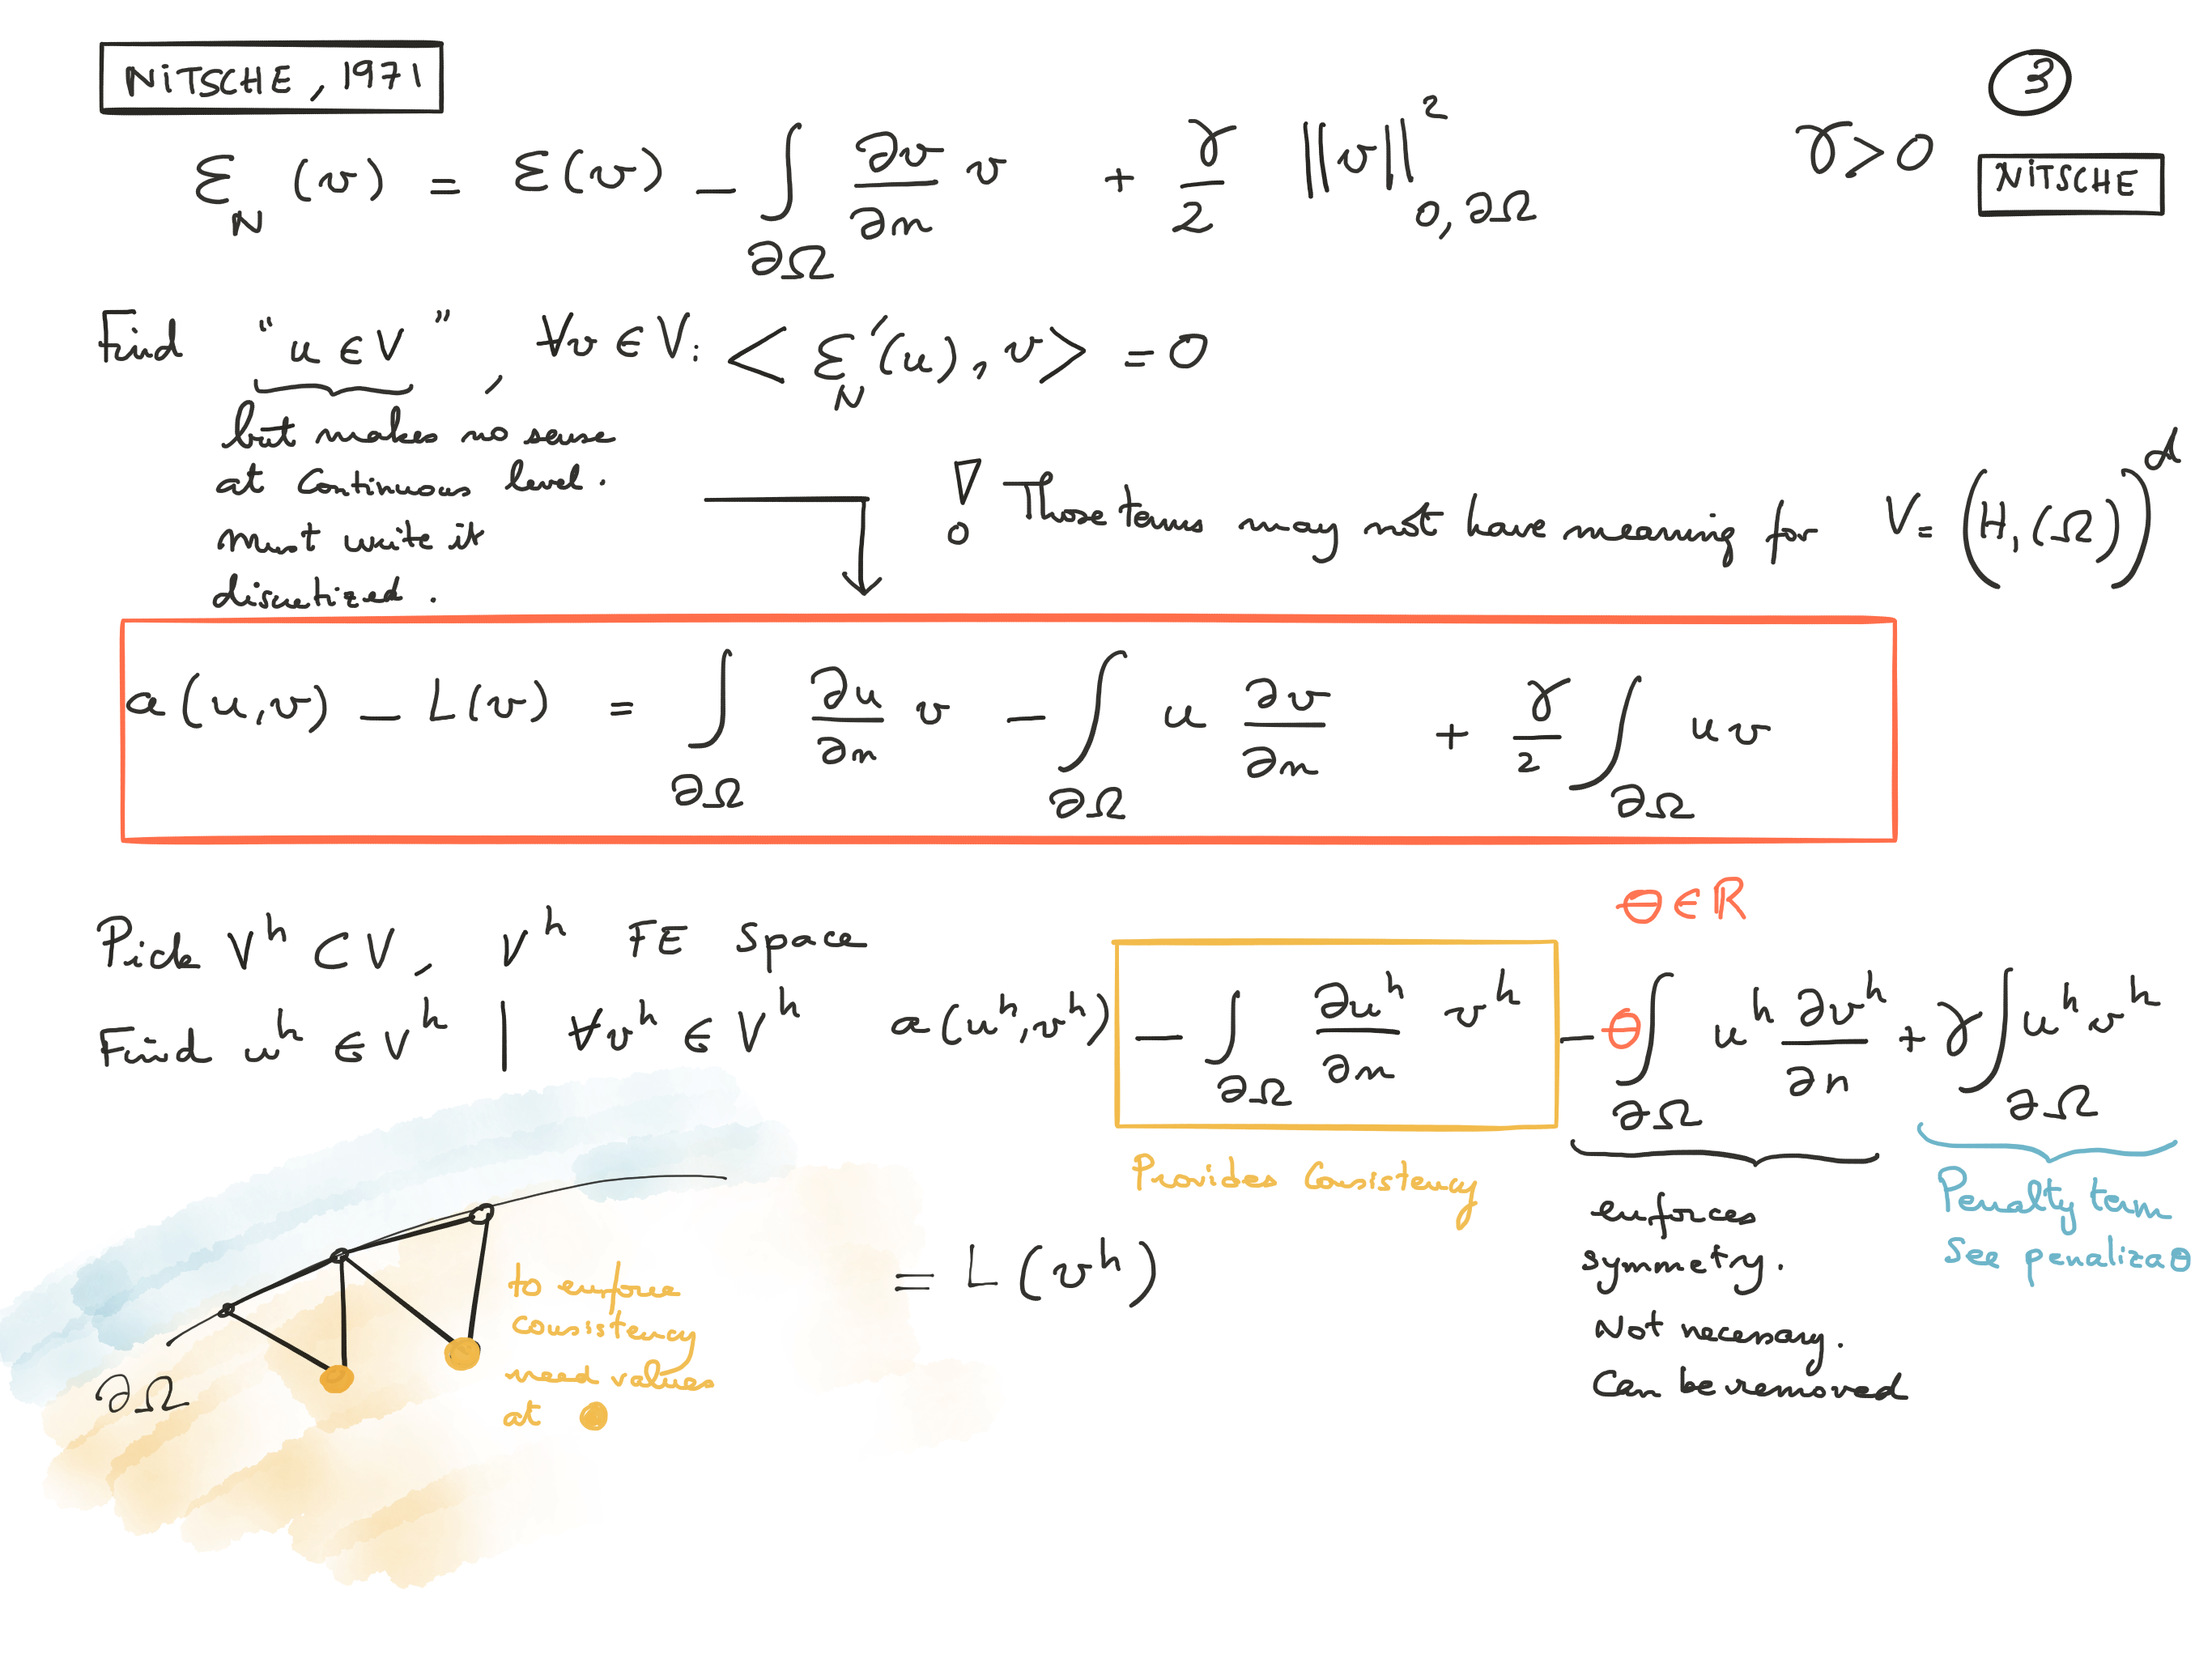 NiTSCHE, 1971
3
NiTSCHE
ℰ_N (v) = ℰ(v) - ∫_∂Ω ∂v/∂n v + γ/2 ||v||²_0,∂Ω γ>0
Find "u ∈ V", ∀v ∈ V: <ℰ_N'(u), v> = 0
but makes no sense
at continuous level.
must write it
discretized.
! Those terms may not have meaning for V= (H₁(Ω))^d
a(u,v) - L(v) = ∫_∂Ω ∂u/∂n v - ∫_∂Ω u ∂v/∂n + γ/2 ∫_∂Ω u v
θ ∈ R
Pick V^h ⊂ V, V^h FE space
Find u^h ∈ V^h | ∀v^h ∈ V^h a(u^h,v^h) - ∫_∂Ω ∂u^h/∂n v^h - θ∫_∂Ω u^h ∂v^h/∂n + γ∫_∂Ω u^h v^h
= L(v^h)
Provides Consistency
enforces
symmetry.
Not necessary.
Can be removed
Penalty term
See penaliza
∂Ω
to enforce
consistency
need values
at